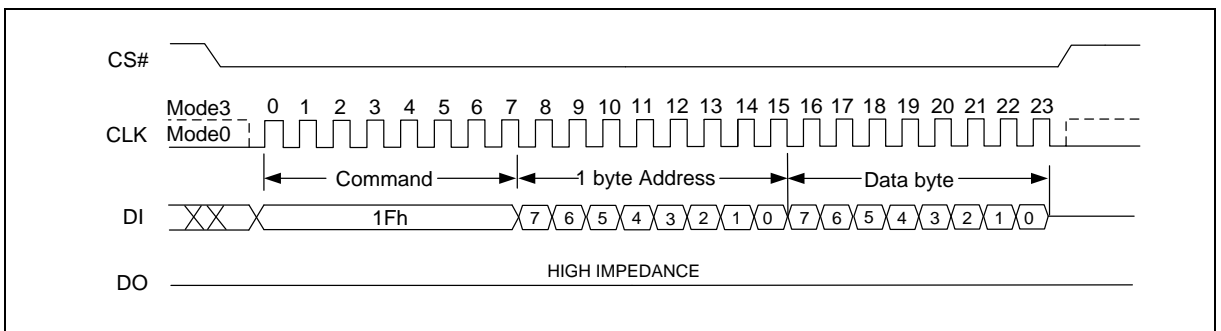 CS#
Mode3 0 1 2 3 4 5 6 7 8 9 10 11 12 13 14 15 16 17 18 19 20 21 22 23
CLK Mode0
Command 1 byte Address Data byte
DI 1Fh 7 6 5 4 3 2 1 0 7 6 5 4 3 2 1 0
HIGH IMPEDANCE
DO